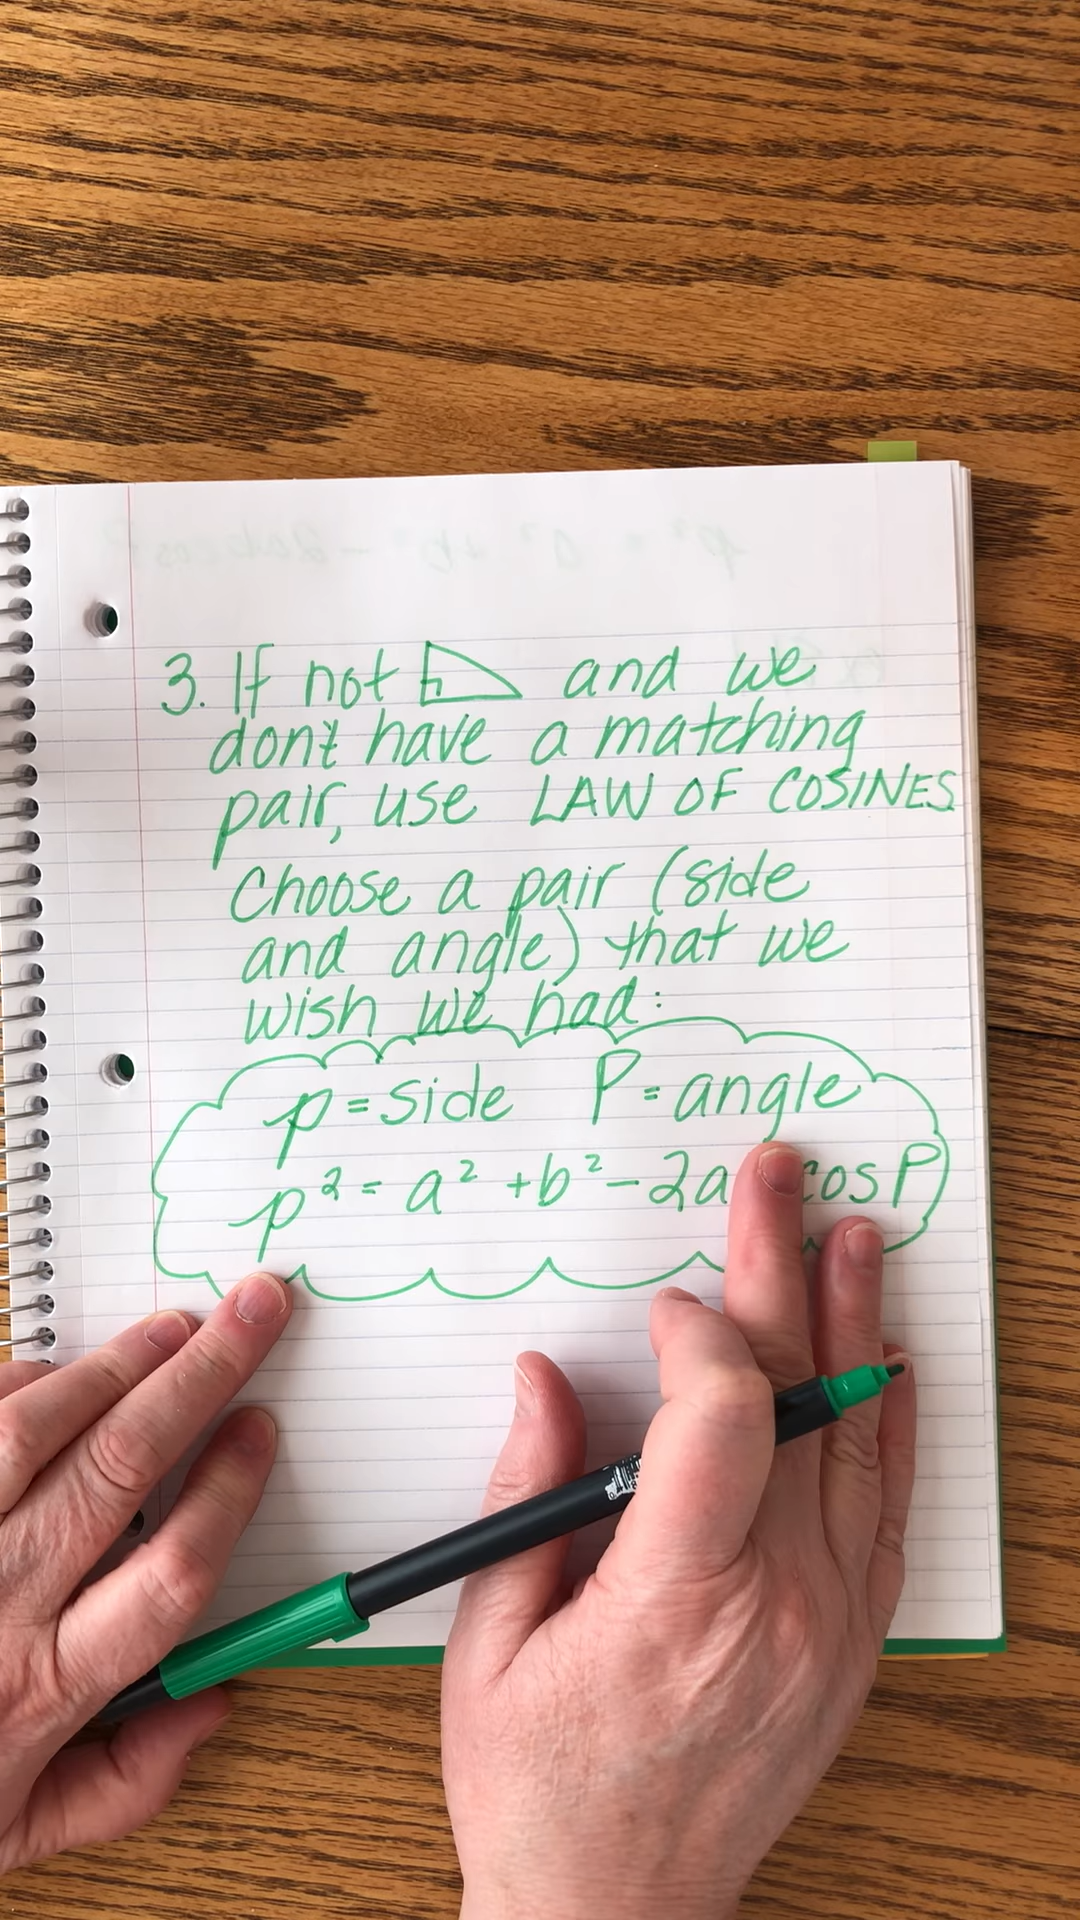 3. If not and we
don't have a matching
pair, use LAW OF COSINES
Choose a pair (side
and angle) that we
wish we had:
p = side P = angle
p² = a² + b² - 2a cos P